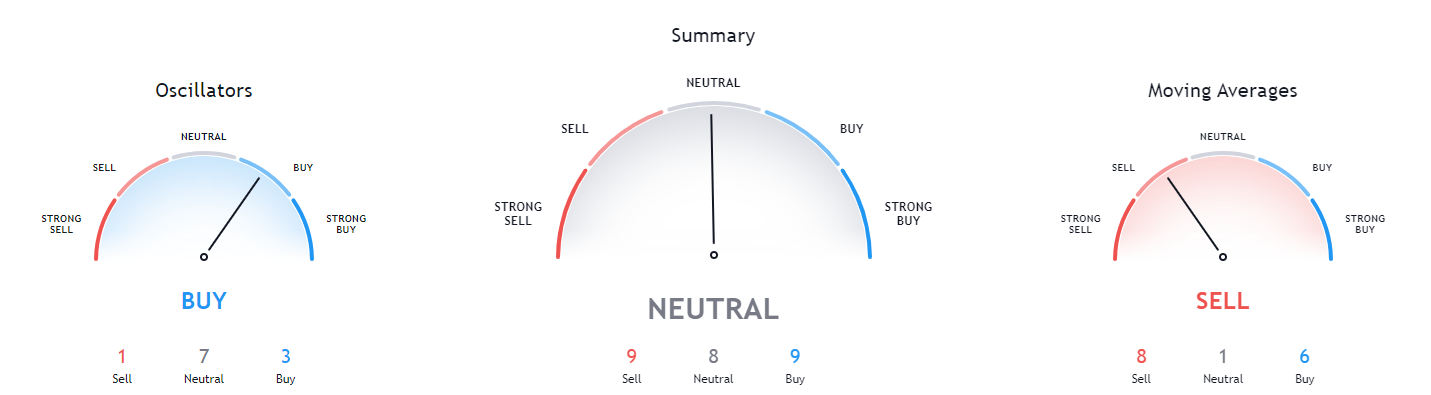 Summary
NEUTRAL
SELL
BUY
STRONG
SELL
STRONG
BUY
NEUTRAL
9
8
9
Sell
Neutral
Buy
Oscillators
NEUTRAL
SELL
BUY
STRONG
SELL
STRONG
BUY
BUY
1
7
3
Sell
Neutral
Buy
Moving Averages
NEUTRAL
SELL
BUY
STRONG
SELL
STRONG
BUY
SELL
8
1
6
Sell
Neutral
Buy